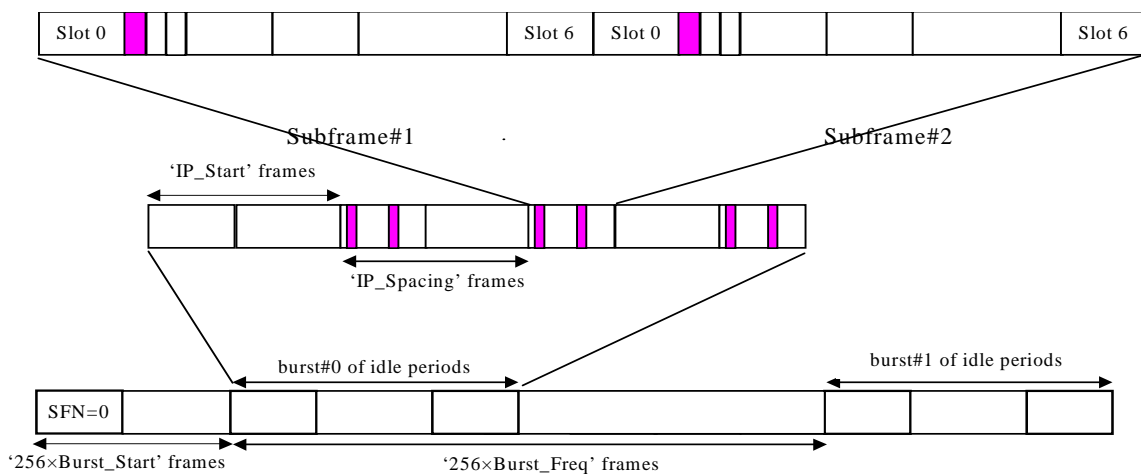 Slot 0
Slot 6
Slot 0
Slot 6
Subframe#1
Subframe#2
‘IP_Start’ frames
‘IP_Spacing’ frames
burst#0 of idle periods
burst#1 of idle periods
SFN=0
‘256×Burst_Start’ frames
‘256×Burst_Freq’ frames